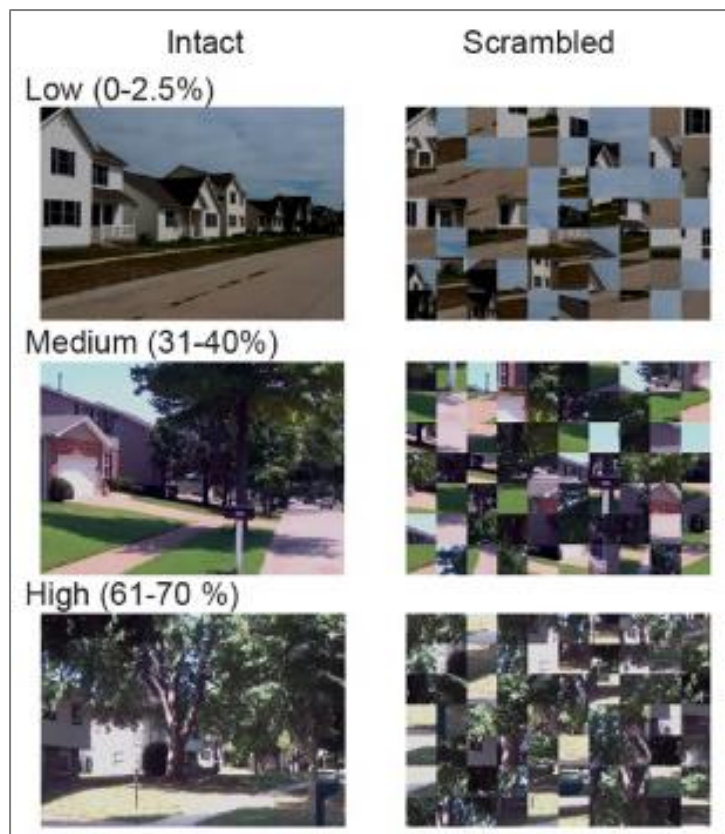 Intact Scrambled
Low (0-2.5%)
Medium (31-40%)
High (61-70 %)